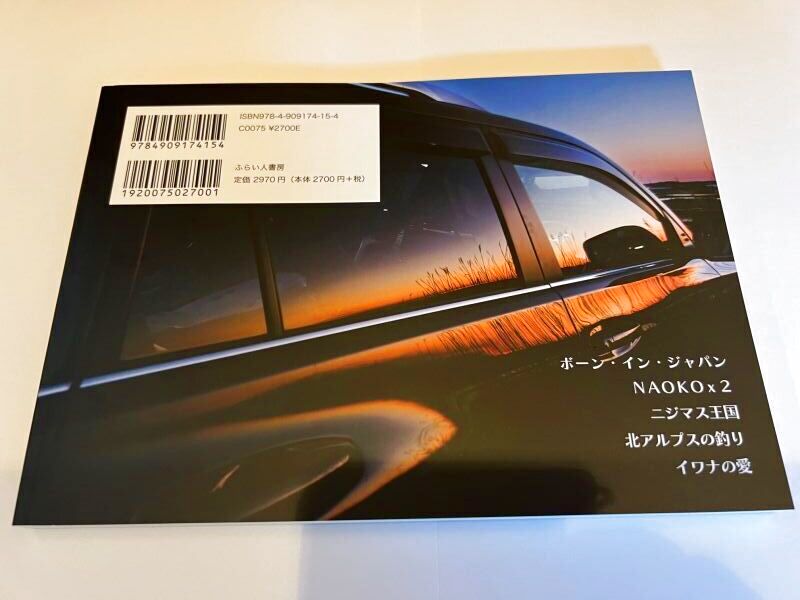 ISBN978-4-909174-15-4
C0075 ¥2700E
9784909174154
ふらい人書房
定価 2970 円(本体 2700 円+税)
1920075027001
ボーン・イン・ジャパン
NAOKO x 2
ニジマス王国
北アルプスの釣り
イワナの愛